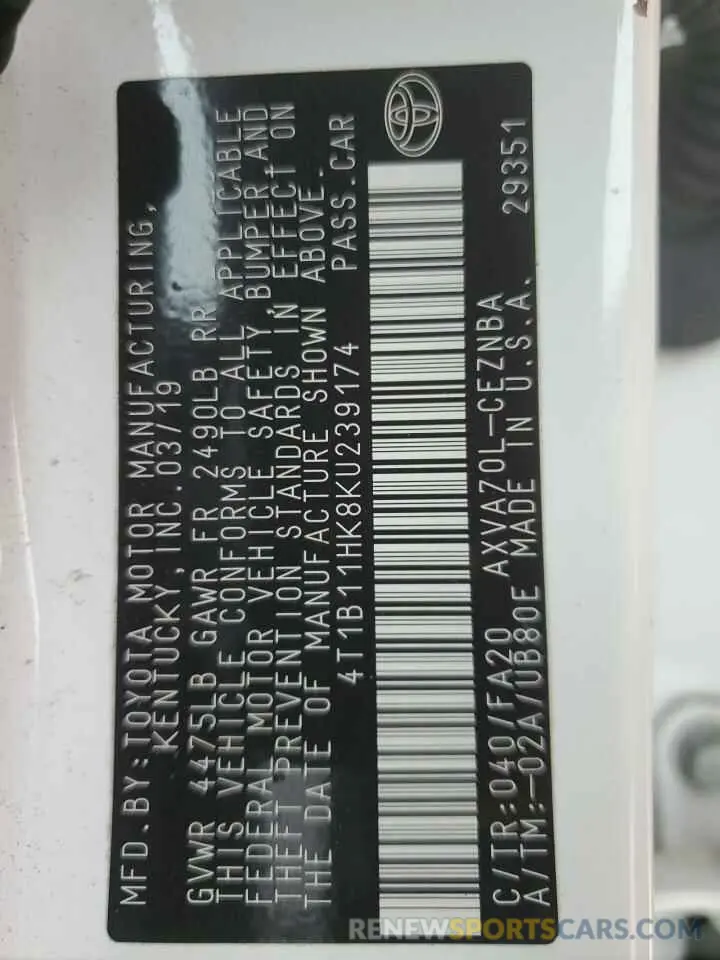 MFD.BY:TOYOTA MOTOR MANUFACTURING,
KENTUCKY,INC.03/19
GVWR 4475LB GAWR FR 2490LB RR
THIS VEHICLE CONFORMS TO ALL APPLICABLE
FEDERAL MOTOR VEHICLE SAFETY, BUMPER AND
THEFT PREVENTION STANDARDS IN EFFECT ON
THE DATE OF MANUFACTURE SHOWN ABOVE.
4T1B11HK8KU239174 PASS.CAR
C/TR:040/FA20 AXVA70L-CEZNBA 29351
A/TM:-02A/UB80E MADE IN U.S.A.
RENEWSPORTSCARS.COM